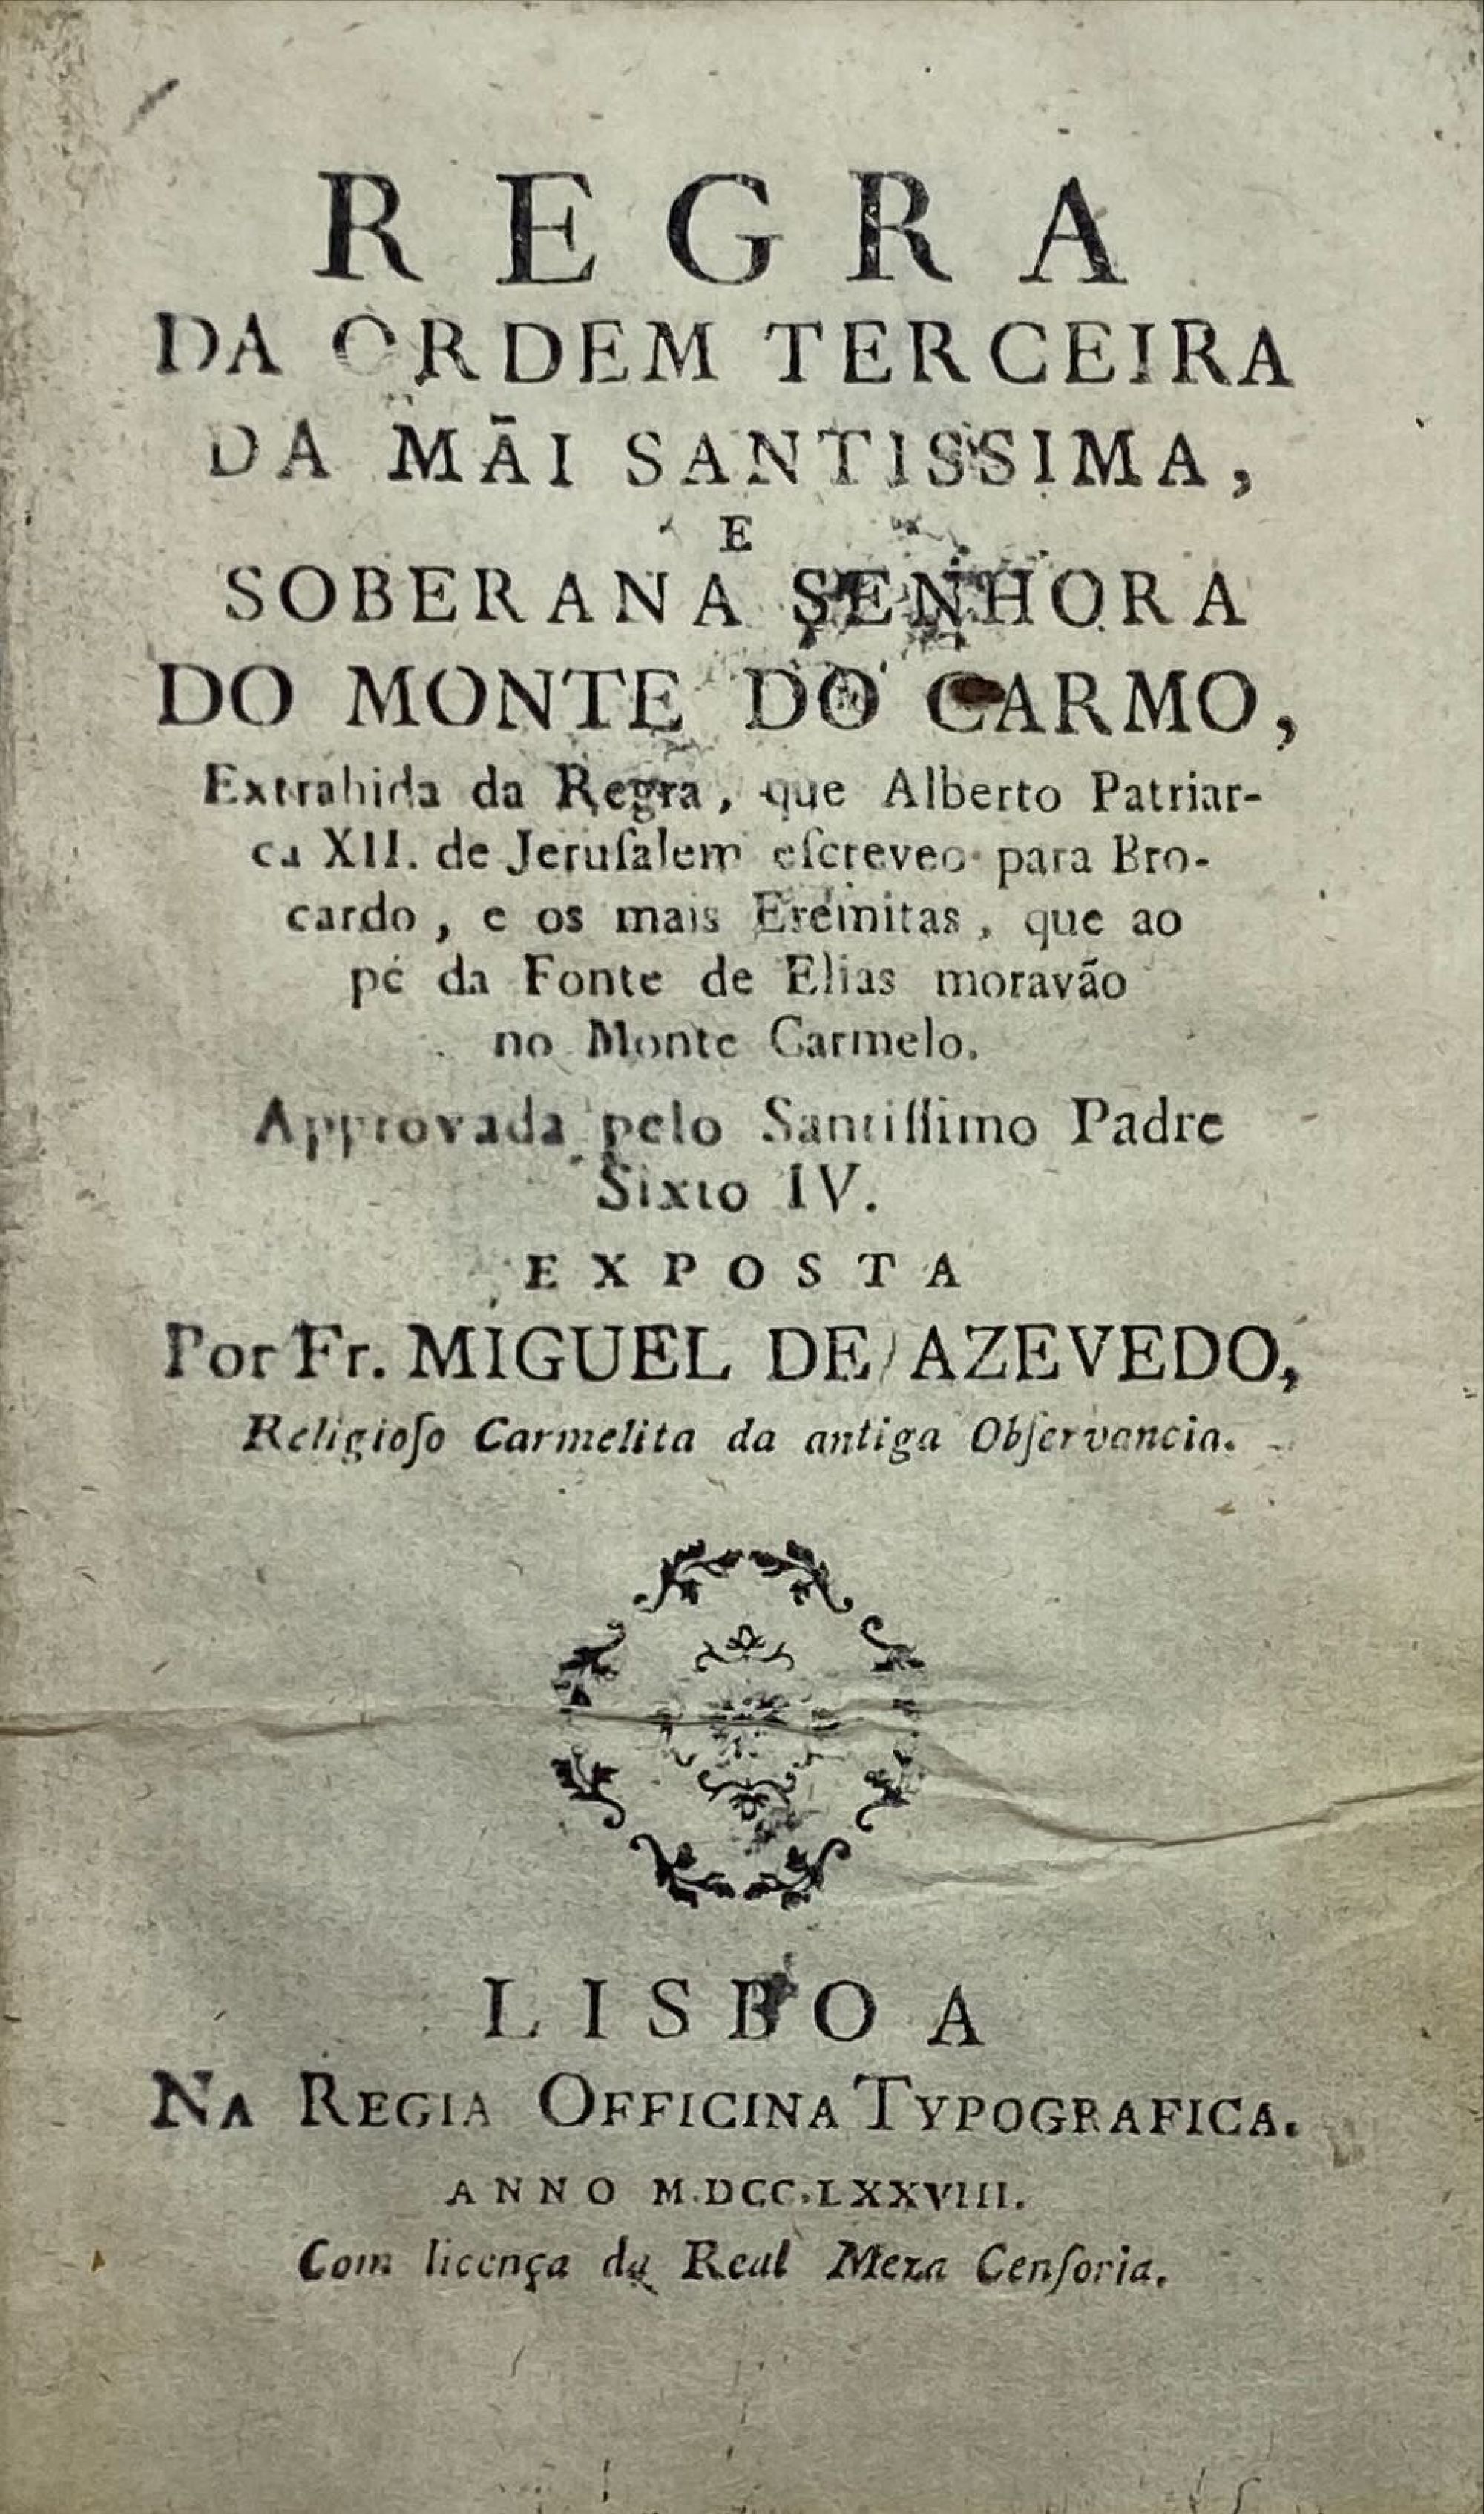 REGRA
DA ORDEM TERCEIRA
DA MÃI SANTISSIMA,
E
SOBERANA SENHORA
DO MONTE DO CARMO,
Extrahida da Regra, que Alberto Patriar-
ca XII. de Jeruſalem eſcreveo para Bro-
cardo, e os mais Eremitas, que ao
pé da Fonte de Elias moravão
no Monte Carmelo.
Approvada pelo Santiſſimo Padre
Sixto IV.
EXPOSTA
Por Fr. MIGUEL DE AZEVEDO,
Religioſo Carmelita da antiga Obſervancia.
LISBOA
NA REGIA OFFICINA TYPOGRAFICA.
ANNO M.DCC.LXXVIII.
Com licença da Real Meza Cenſoria.